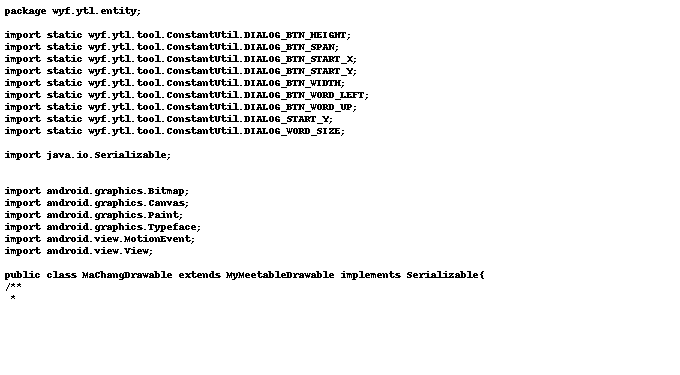 package wyf.ytl.entity;
import static wyf.ytl.tool.ConstantUtil.DIALOG_BTN_HEIGHT;
import static wyf.ytl.tool.ConstantUtil.DIALOG_BTN_SPAN;
import static wyf.ytl.tool.ConstantUtil.DIALOG_BTN_START_X;
import static wyf.ytl.tool.ConstantUtil.DIALOG_BTN_START_Y;
import static wyf.ytl.tool.ConstantUtil.DIALOG_BTN_WIDTH;
import static wyf.ytl.tool.ConstantUtil.DIALOG_BTN_WORD_LEFT;
import static wyf.ytl.tool.ConstantUtil.DIALOG_BTN_WORD_UP;
import static wyf.ytl.tool.ConstantUtil.DIALOG_START_Y;
import static wyf.ytl.tool.ConstantUtil.DIALOG_WORD_SIZE;
import java.io.Serializable;
import android.graphics.Bitmap;
import android.graphics.Canvas;
import android.graphics.Paint;
import android.graphics.Typeface;
import android.view.MotionEvent;
import android.view.View;
public class MaChangDrawable extends MyMeetableDrawable implements Serializable{
/**
 *